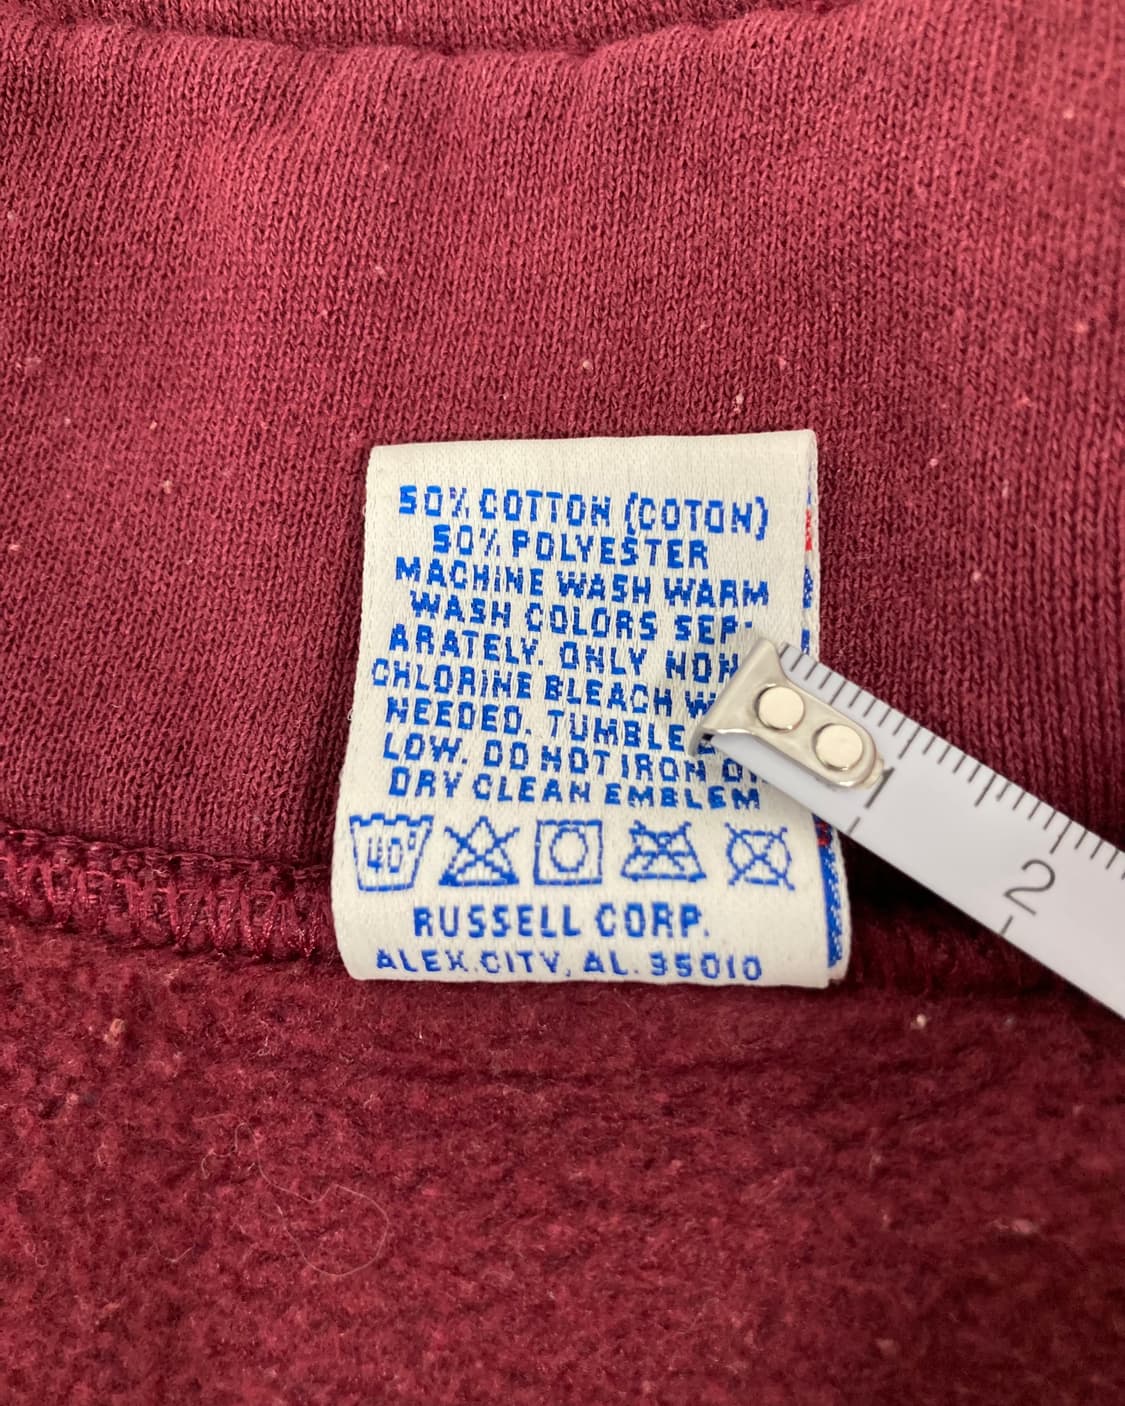 50% COTTON (COTON)
50% POLYESTER
MACHINE WASH WARM
WASH COLORS SEP-
ARATELY. ONLY NON
CHLORINE BLEACH
NEEDED. TUMBLE
LOW. DO NOT IRON
DRY CLEAN EMBLEM
40°
RUSSELL CORP.
ALEX.CITY, AL. 35010
2